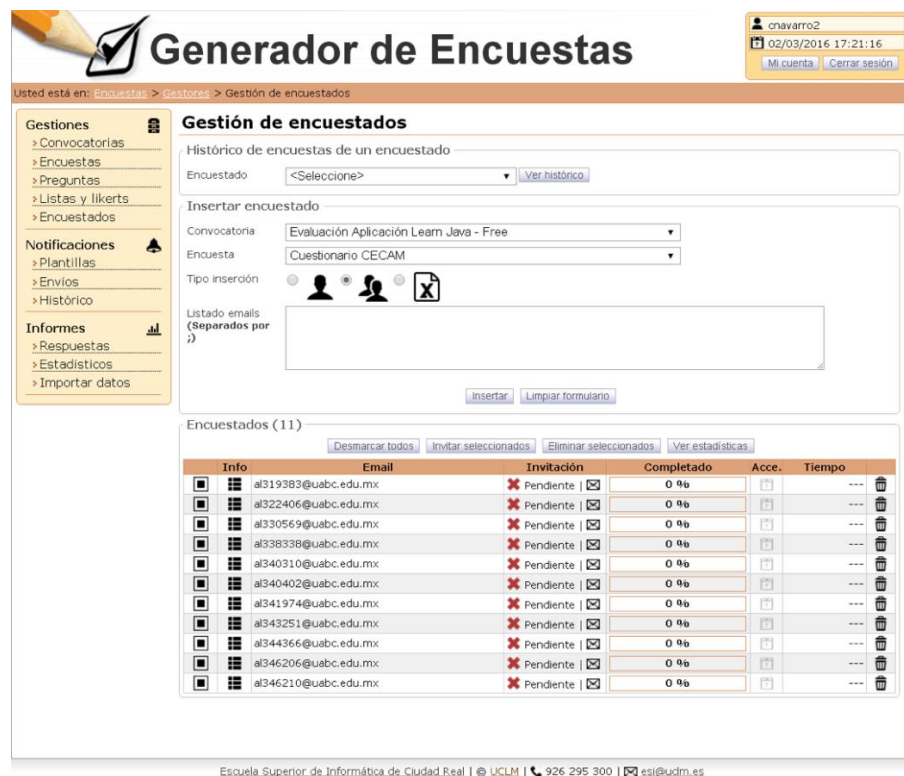 Generador de Encuestas
cnavarro2
02/03/2016 17:21:16
Mi cuenta Cerrar sesión
Usted está en: Encuestas > Gestores > Gestión de encuestados
Gestiones
> Convocatorias
> Encuestas
> Preguntas
> Listas y likerts
> Encuestados
Notificaciones
> Plantillas
> Envíos
> Histórico
Informes
> Respuestas
> Estadísticos
> Importar datos
Gestión de encuestados
Histórico de encuestas de un encuestado
Encuestado <Seleccione> Ver histórico
Insertar encuestado
Convocatoria Evaluación Aplicación Learn Java - Free
Encuesta Cuestionario CECAM
Tipo inserción
Listado emails
(Separados por
;)
Insertar Limpiar formulario
Encuestados (11)
Desmarcar todos Invitar seleccionados Eliminar seleccionados Ver estadísticas
Info Email Invitación Completado Acce. Tiempo
al319383@uabc.edu.mx Pendiente | 0 % ---
al322406@uabc.edu.mx Pendiente | 0 % ---
al330569@uabc.edu.mx Pendiente | 0 % ---
al338338@uabc.edu.mx Pendiente | 0 % ---
al340310@uabc.edu.mx Pendiente | 0 % ---
al340402@uabc.edu.mx Pendiente | 0 % ---
al341974@uabc.edu.mx Pendiente | 0 % ---
al343251@uabc.edu.mx Pendiente | 0 % ---
al344366@uabc.edu.mx Pendiente | 0 % ---
al346206@uabc.edu.mx Pendiente | 0 % ---
al346210@uabc.edu.mx Pendiente | 0 % ---
Escuela Superior de Informática de Ciudad Real | © UCLM | 926 295 300 | esi@uclm.es